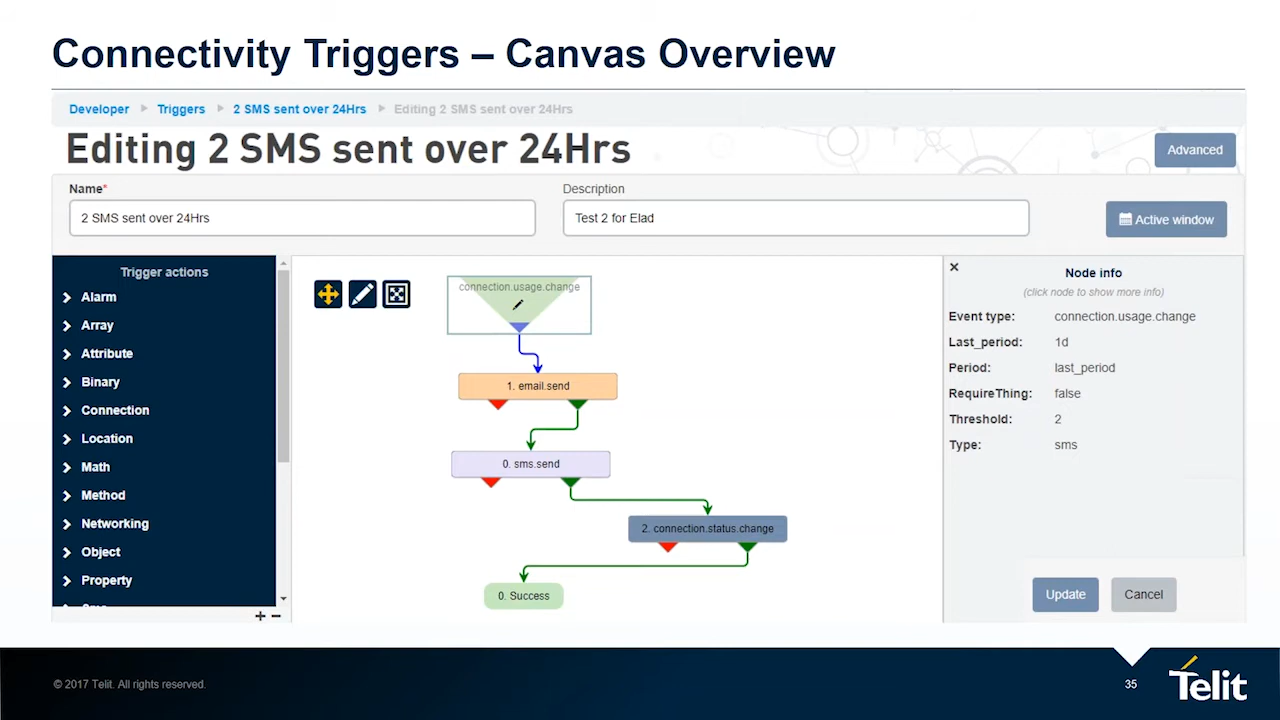 Connectivity Triggers – Canvas Overview
Developer Triggers 2 SMS sent over 24Hrs Editing 2 SMS sent over 24Hrs
Editing 2 SMS sent over 24Hrs
Advanced
Name*
Description
2 SMS sent over 24Hrs
Test 2 for Elad
Active window
Trigger actions
Alarm
Array
Attribute
Binary
Connection
Location
Math
Method
Networking
Object
Property
connection.usage.change
1. email.send
0. sms.send
2. connection.status.change
0. Success
Node info
(click node to show more info)
Event type: connection.usage.change
Last_period: 1d
Period: last_period
RequireThing: false
Threshold: 2
Type: sms
Update
Cancel
© 2017 Telit. All rights reserved.
35
Telit